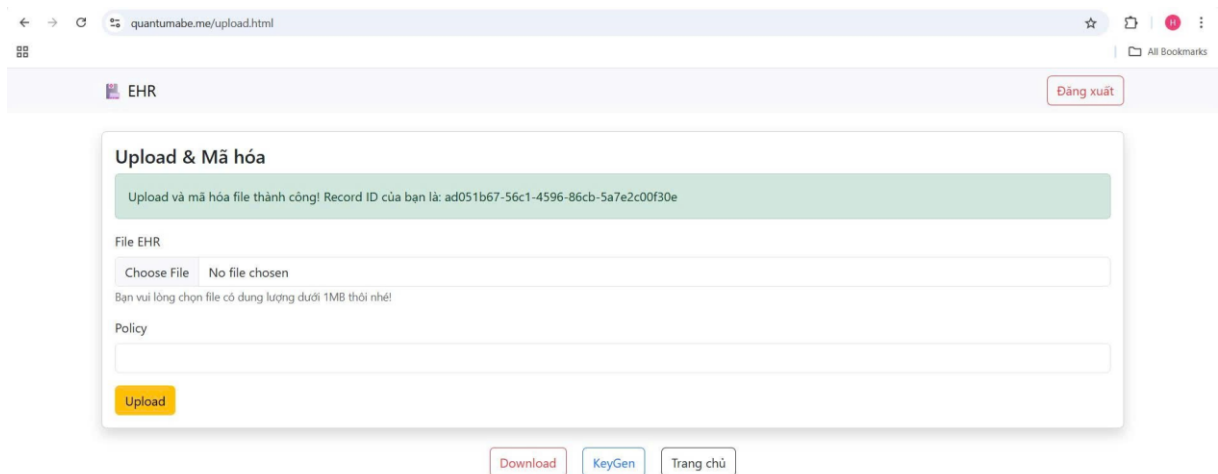 quantumabe.me/upload.html
H
All Bookmarks
EHR
Đăng xuất
Upload & Mã hóa
Upload và mã hóa file thành công! Record ID của bạn là: ad051b67-56c1-4596-86cb-5a7e2c00f30e
File EHR
Choose File No file chosen
Bạn vui lòng chọn file có dung lượng dưới 1MB thôi nhé!
Policy
Upload
Download KeyGen Trang chủ